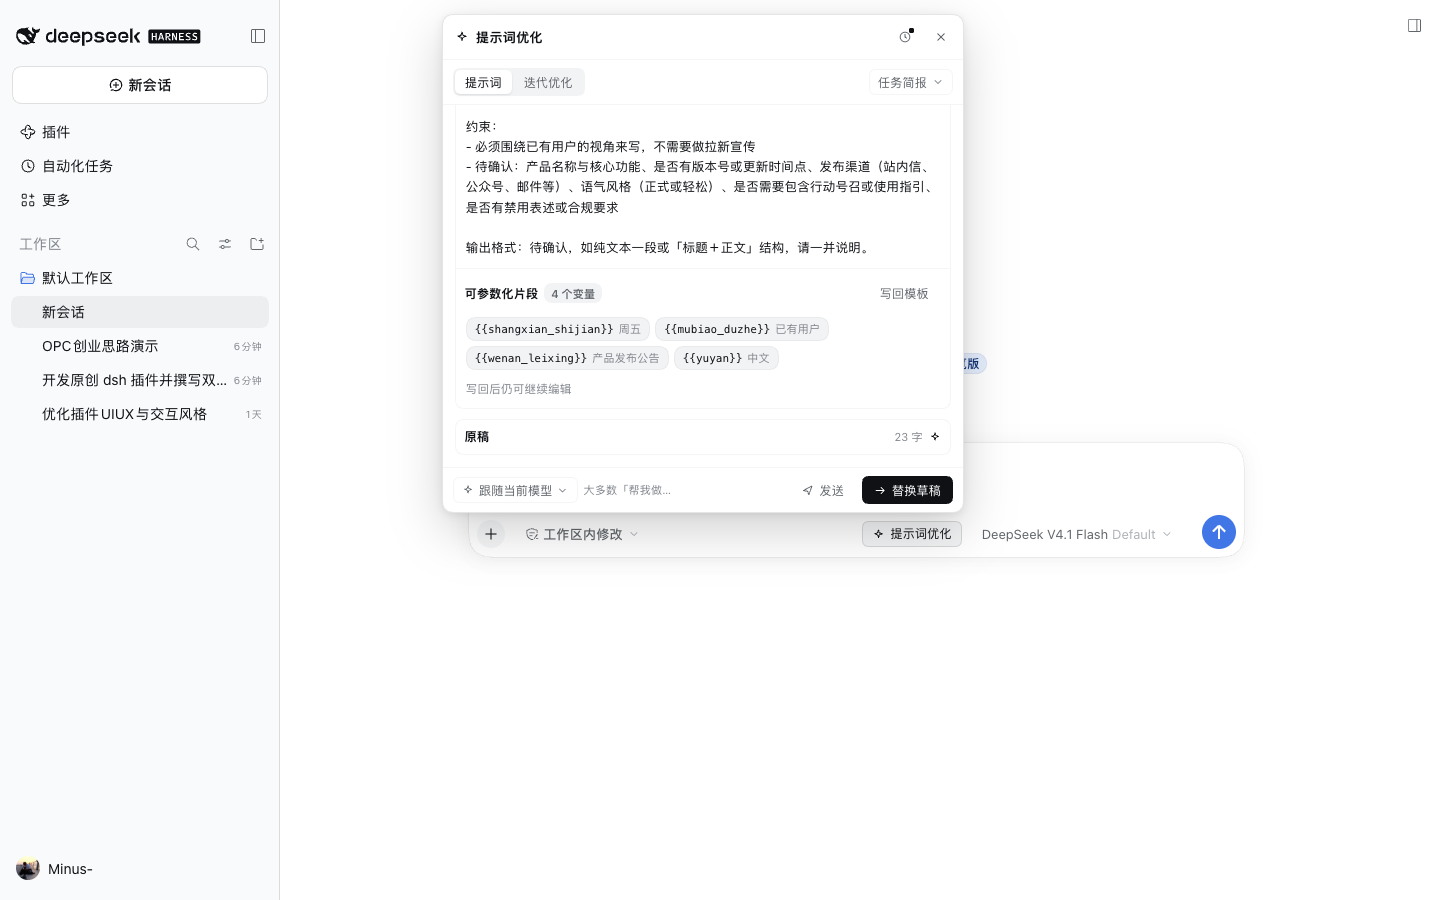 deepseek HARNESS
新会话
插件
自动化任务
更多
工作区
默认工作区
新会话
OPC创业思路演示 6分钟
开发原创 dsh 插件并撰写双... 6分钟
优化插件UIUX与交互风格 1天
Minus-
提示词优化
提示词 迭代优化 任务简报
约束：
- 必须围绕已有用户的视角来写，不需要做拉新宣传
- 待确认：产品名称与核心功能、是否有版本号或更新时间点、发布渠道（站内信、
公众号、邮件等）、语气风格（正式或轻松）、是否需要包含行动号召或使用指引、
是否有禁用表述或合规要求
输出格式：待确认，如纯文本一段或「标题＋正文」结构，请一并说明。
可参数化片段 4 个变量 写回模板
{{shangxian_shijian}} 周五 {{mubiao_duzhe}} 已有用户
{{wenan_leixing}} 产品发布公告 {{yuyan}} 中文
写回后仍可继续编辑
原稿 23 字
跟随当前模型 大多数「帮我做... 发送 替换草稿
版
工作区内修改 提示词优化 DeepSeek V4.1 Flash Default